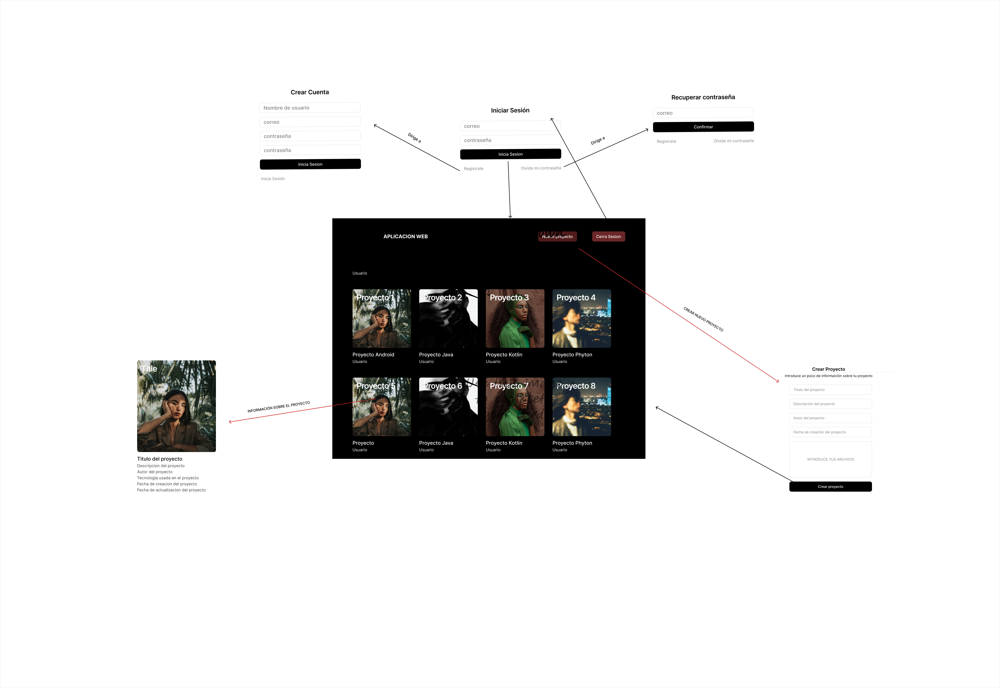 Crear Cuenta
Nombre de usuario
correo
contraseña
contraseña
Inicia Sesion
Inicia Sesión
Dirige a
Iniciar Sesión
correo
contraseña
Inicia Sesion
Registrate
Olvide mi contraseña
Dirige a
Recuperar contraseña
correo
Confirmar
Registrate
Olvide mi contraseña
APLICACION WEB
Nuevo proyecto
Cerra Sesion
Usuario
Proyecto 1
Proyecto 2
Proyecto 3
Proyecto 4
Proyecto Android
Proyecto Java
Proyecto Kotlin
Proyecto Phyton
Usuario
Usuario
Usuario
Usuario
Proyecto 5
Proyecto 6
Proyecto 7
Proyecto 8
Proyecto
Proyecto Java
Proyecto Kotlin
Proyecto Phyton
Usuario
Usuario
Usuario
Usuario
CREAR NUEVO PROYECTO
iNFORMACIÓN SOBRE EL PROYECTO
Title
Titulo del proyecto
Descripcion del proyecto
Autor del proyecto
Tecnología usada en el proyecto
Fecha de creacion del proyecto
Fecha de actualizacion del proyecto
Crear Proyecto
Introduce un poco de informaición sobre tu proyecto
Título del proyecto
Descripción del proyecto
Autor del proyecto
Fecha de creación del proyecto
INTRODUCE TUS ARCHVOS
Crear proyecto